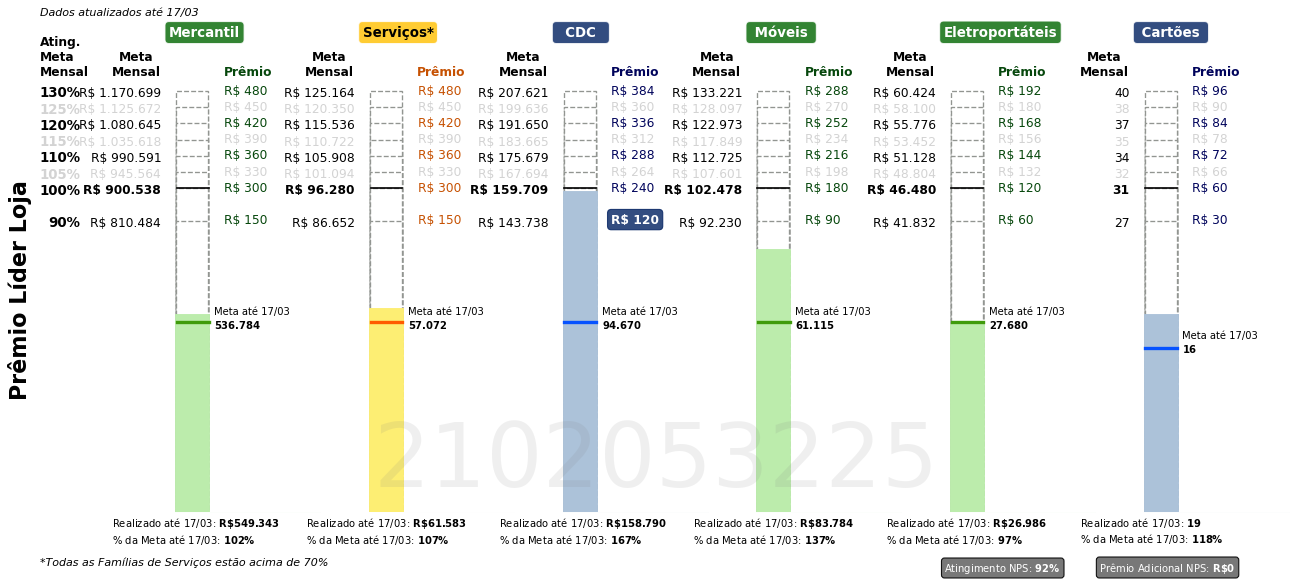 Dados atualizados até 17/03
Mercantil Serviços* CDC Móveis Eletroportáteis Cartões
Ating. Meta Mensal Meta Mensal Prêmio Meta Mensal Prêmio Meta Mensal Prêmio Meta Mensal Prêmio Meta Mensal Prêmio Meta Mensal Prêmio
130% R$ 1.170.699 R$ 480 R$ 125.164 R$ 480 R$ 207.621 R$ 384 R$ 133.221 R$ 288 R$ 60.424 R$ 192 40 R$ 96
125% R$ 1.125.672 R$ 450 R$ 120.350 R$ 450 R$ 199.636 R$ 360 R$ 128.097 R$ 270 R$ 58.100 R$ 180 38 R$ 90
120% R$ 1.080.645 R$ 420 R$ 115.536 R$ 420 R$ 191.650 R$ 336 R$ 122.973 R$ 252 R$ 55.776 R$ 168 37 R$ 84
115% R$ 1.035.618 R$ 390 R$ 110.722 R$ 390 R$ 183.665 R$ 312 R$ 117.849 R$ 234 R$ 53.452 R$ 156 35 R$ 78
110% R$ 990.591 R$ 360 R$ 105.908 R$ 360 R$ 175.679 R$ 288 R$ 112.725 R$ 216 R$ 51.128 R$ 144 34 R$ 72
105% R$ 945.564 R$ 330 R$ 101.094 R$ 330 R$ 167.694 R$ 264 R$ 107.601 R$ 198 R$ 48.804 R$ 132 32 R$ 66
100% R$ 900.538 R$ 300 R$ 96.280 R$ 300 R$ 159.709 R$ 240 R$ 102.478 R$ 180 R$ 46.480 R$ 120 31 R$ 60
90% R$ 810.484 R$ 150 R$ 86.652 R$ 150 R$ 143.738 R$ 120 R$ 92.230 R$ 90 R$ 41.832 R$ 60 27 R$ 30
Prêmio Líder Loja
Meta até 17/03 Meta até 17/03 Meta até 17/03 Meta até 17/03 Meta até 17/03 Meta até 17/03
536.784 57.072 94.670 61.115 27.680 16
2102053225
Realizado até 17/03: R$549.343 Realizado até 17/03: R$61.583 Realizado até 17/03: R$158.790 Realizado até 17/03: R$83.784 Realizado até 17/03: R$26.986 Realizado até 17/03: 19
% da Meta até 17/03: 102% % da Meta até 17/03: 107% % da Meta até 17/03: 167% % da Meta até 17/03: 137% % da Meta até 17/03: 97% % da Meta até 17/03: 118%
*Todas as Famílias de Serviços estão acima de 70%
Atingimento NPS: 92% Prêmio Adicional NPS: R$0